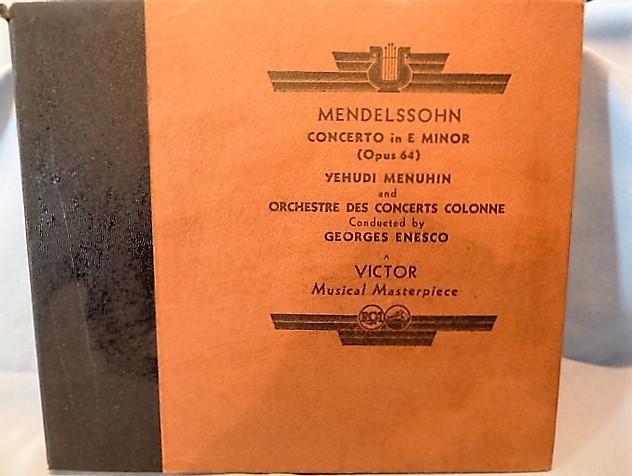 MENDELSSOHN
CONCERTO in E MINOR
(Opus 64)
YEHUDI MENUHIN
and
ORCHESTRE DES CONCERTS COLONNE
Conducted by
GEORGES ENESCO
A
VICTOR
Musical Masterpiece
RCA